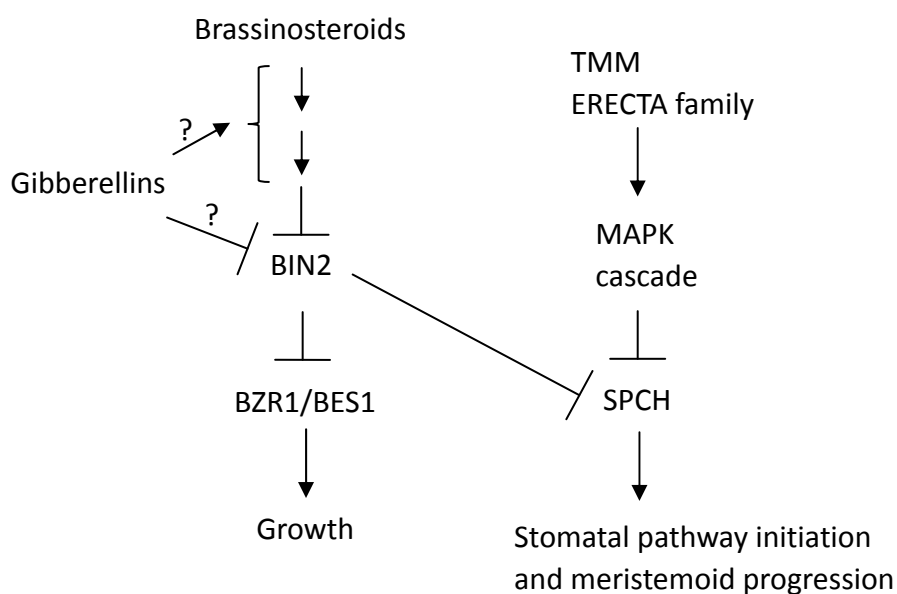 Brassinosteroids
TMM
ERECTA family
?
Gibberellins
?
MAPK
cascade
BIN2
BZR1/BES1
SPCH
Growth
Stomatal pathway initiation
and meristemoid progression